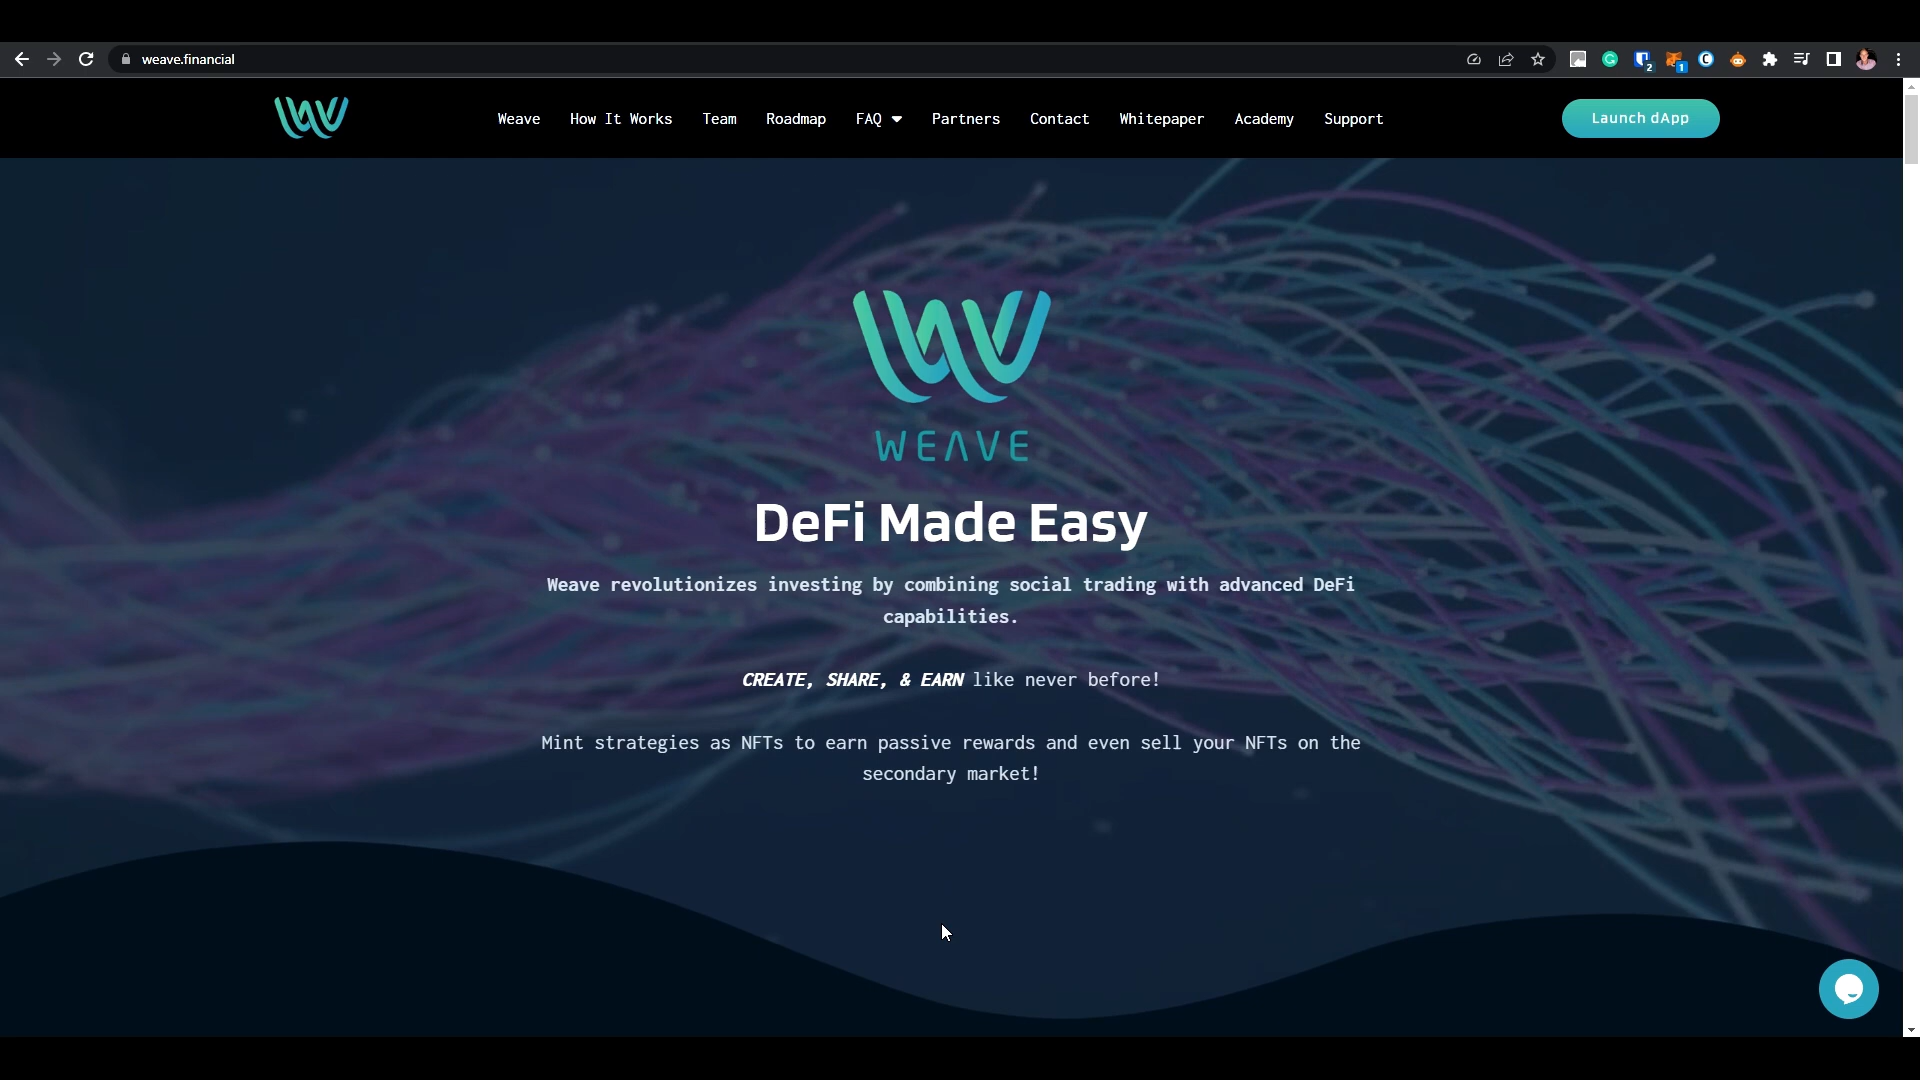 weave.financial
2
1
Weave How It Works Team Roadmap FAQ Partners Contact Whitepaper Academy Support Launch dApp
WEAVE
DeFi Made Easy
Weave revolutionizes investing by combining social trading with advanced DeFi
capabilities.
CREATE, SHARE, & EARN like never before!
Mint strategies as NFTs to earn passive rewards and even sell your NFTs on the
secondary market!